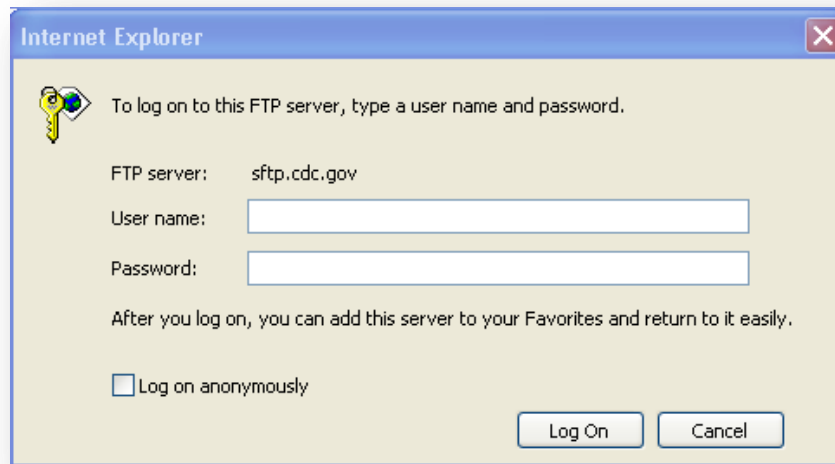 Internet Explorer
To log on to this FTP server, type a user name and password.
FTP server: sftp.cdc.gov
User name:
Password:
After you log on, you can add this server to your Favorites and return to it easily.
Log on anonymously
Log On Cancel